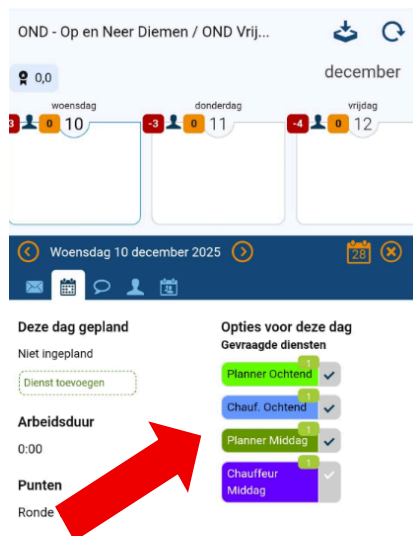 OND - Op en Neer Diemen / OND Vrij...
0,0
december
woensdag
donderdag
vrijdag
3 0 10
-3 0 11
-4 0 12
Woensdag 10 december 2025
28
Deze dag gepland
Niet ingepland
Dienst toevoegen
Arbeidsduur
0:00
Punten
Ronde
Opties voor deze dag
Gevraagde diensten
1
Planner Ochtend
1
Chauf. Ochtend
1
Planner Middag
1
Chauffeur
Middag